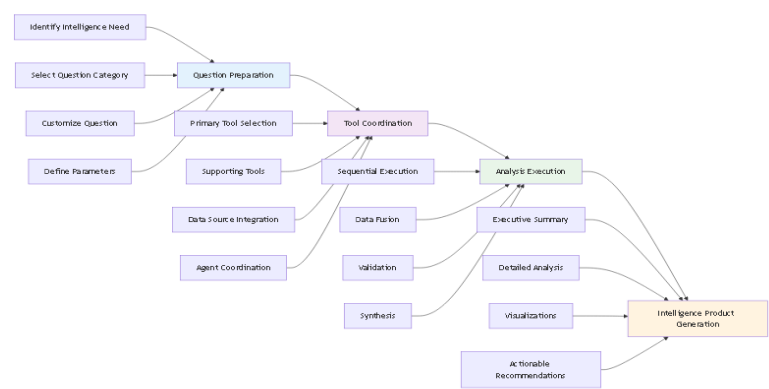 Identify Intelligence Need
Select Question Category
Question Preparation
Customize Question
Primary Tool Selection
Tool Coordination
Define Parameters
Supporting Tools
Sequential Execution
Analysis Execution
Data Source Integration
Data Fusion
Executive Summary
Agent Coordination
Validation
Detailed Analysis
Synthesis
Visualizations
Intelligence Product
Generation
Actionable
Recommendations